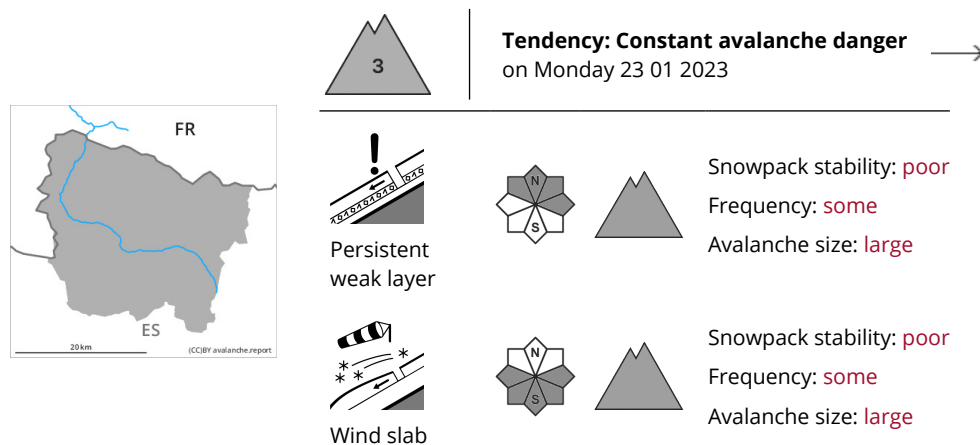 3
Tendency: Constant avalanche danger
on Monday 23 01 2023
FR
ES
20 km
(CC)BY avalanche.report
Persistent
weak layer
N
S
Snowpack stability: poor
Frequency: some
Avalanche size: large
Wind slab
N
S
Snowpack stability: poor
Frequency: some
Avalanche size: large